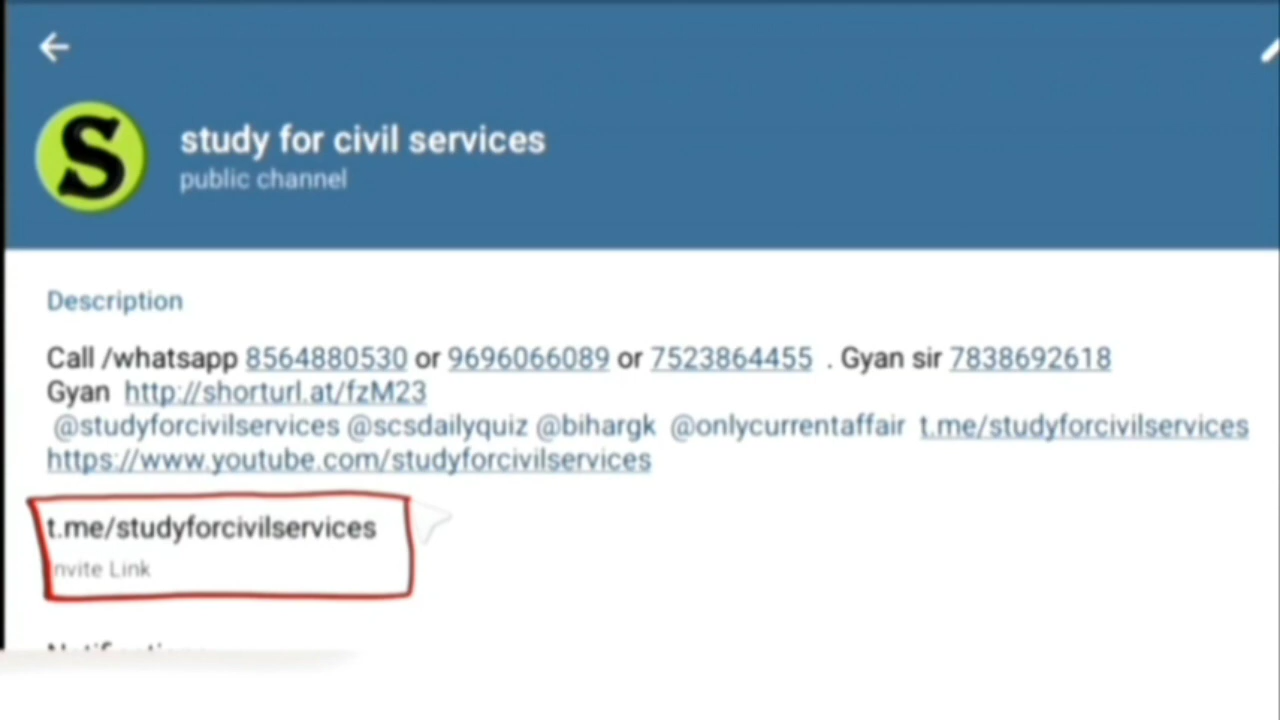 S
study for civil services
public channel
Description
Call /whatsapp 8564880530 or 9696066089 or 7523864455 . Gyan sir 7838692618
Gyan http://shorturl.at/fzM23
@studyforcivilservices @scsdailyquiz @bihargk @onlycurrentaffair t.me/studyforcivilservices
https://www.youtube.com/studyforcivilservices
t.me/studyforcivilservices
nvite Link